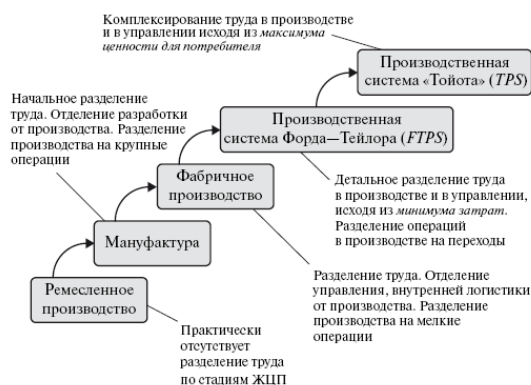 Комплексирование труда в производстве
и в управлении исходя из максимума
ценности для потребителя
Производственная
система «Тойота» (TPS)
Начальное разделение
труда. Отделение разработки
от производства. Разделение
производства на крупные
операции
Производственная
система Форда—Тейлора (FTPS)
Фабричное
производство
Детальное разделение труда
в производстве и в управлении,
исходя из минимума затрат.
Разделение операций
в производстве на переходы
Мануфактура
Разделение труда. Отделение
управления, внутренней логистики
от производства. Разделение
производства на мелкие
операции
Ремесленное
производство
Практически
отсутствует
разделение труда
по стадиям ЖЦП